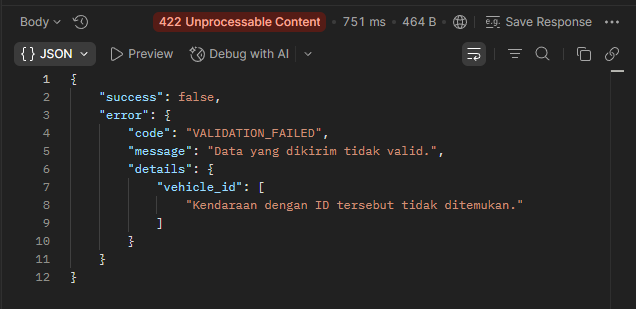 Body 422 Unprocessable Content • 751 ms • 464 B • e.g. Save Response
{} JSON Preview Debug with AI
1 {
2 "success": false,
3 "error": {
4 "code": "VALIDATION_FAILED",
5 "message": "Data yang dikirim tidak valid.",
6 "details": {
7 "vehicle_id": [
8 "Kendaraan dengan ID tersebut tidak ditemukan."
9 ]
10 }
11 }
12 }